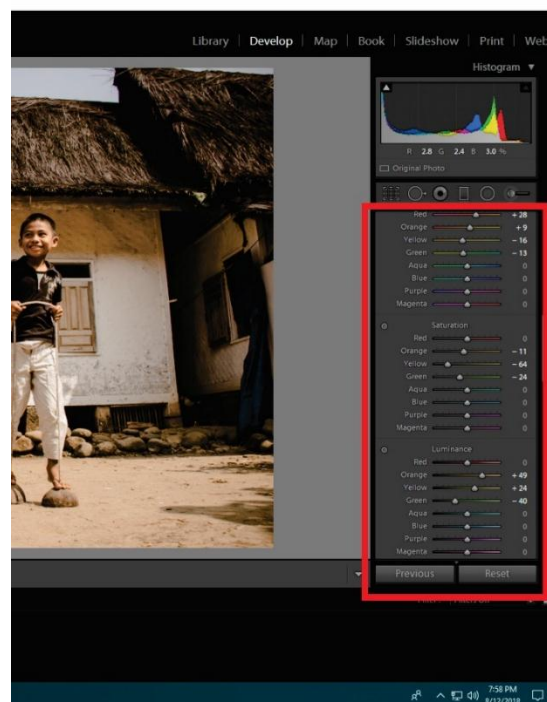 Library | Develop | Map | Book | Slideshow | Print | Web
Histogram
R 2.8 G 2.4 B 3.0 %
Original Photo
Red +28
Orange +9
Yellow -16
Green -13
Aqua 0
Blue 0
Purple 0
Magenta 0
Saturation
Red 0
Orange -11
Yellow -64
Green -24
Aqua 0
Blue 0
Purple 0
Magenta 0
Luminance
Red 0
Orange +49
Yellow +24
Green -40
Aqua 0
Blue 0
Purple 0
Magenta 0
Previous Reset
7:58 PM
8/12/2018